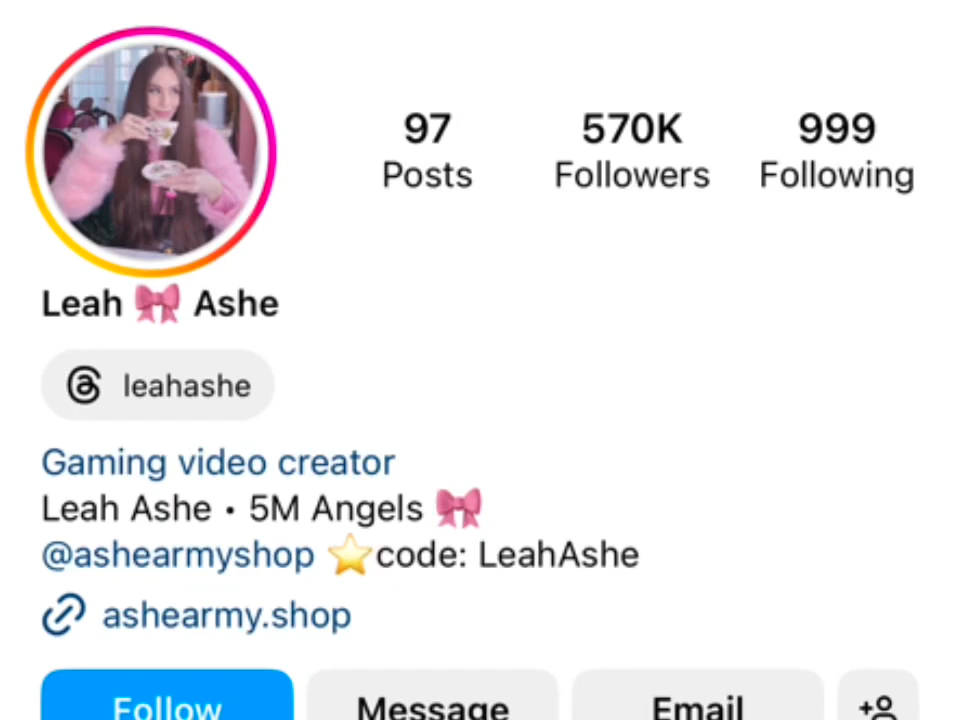 97 570K 999
Posts Followers Following
Leah 🎀 Ashe
leahashe
Gaming video creator
Leah Ashe • 5M Angels 🎀
@ashearmyshop ⭐code: LeahAshe
ashearmy.shop
Follow Message Email